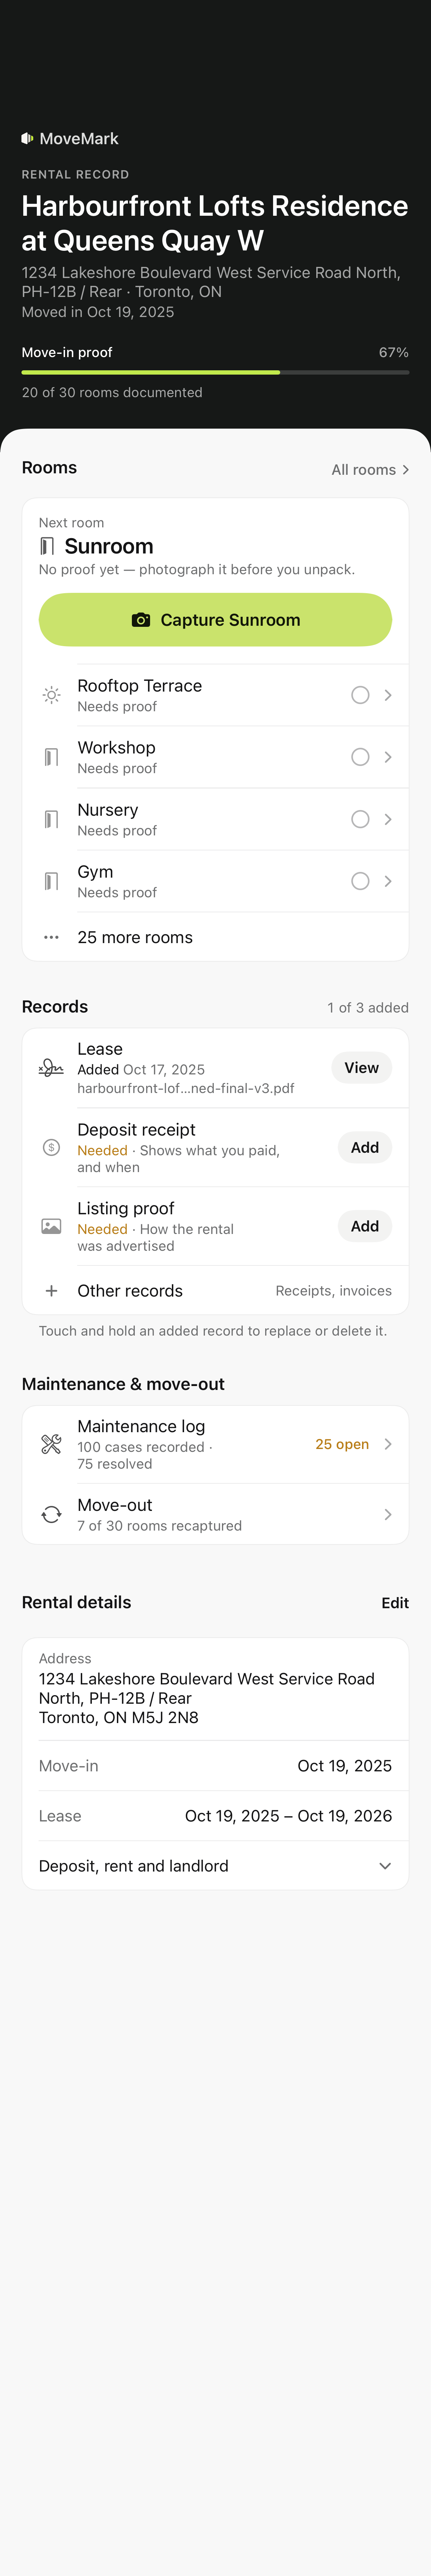 MoveMark
RENTAL RECORD
Harbourfront Lofts Residence
at Queens Quay W
1234 Lakeshore Boulevard West Service Road North,
PH-12B / Rear · Toronto, ON
Moved in Oct 19, 2025
Move-in proof 67%
20 of 30 rooms documented
Rooms All rooms
Next room
Sunroom
No proof yet — photograph it before you unpack.
Capture Sunroom
Rooftop Terrace
Needs proof
Workshop
Needs proof
Nursery
Needs proof
Gym
Needs proof
25 more rooms
Records 1 of 3 added
Lease
Added Oct 17, 2025
harbourfront-lof...ned-final-v3.pdf
View
Deposit receipt
Needed · Shows what you paid,
and when
Add
Listing proof
Needed · How the rental
was advertised
Add
Other records Receipts, invoices
Touch and hold an added record to replace or delete it.
Maintenance & move-out
Maintenance log
100 cases recorded ·
75 resolved
25 open
Move-out
7 of 30 rooms recaptured
Rental details Edit
Address
1234 Lakeshore Boulevard West Service Road
North, PH-12B / Rear
Toronto, ON M5J 2N8
Move-in Oct 19, 2025
Lease Oct 19, 2025 – Oct 19, 2026
Deposit, rent and landlord